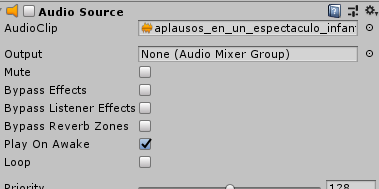 Audio Source
AudioClip aplausos_en_un_espectaculo_infan
Output None (Audio Mixer Group)
Mute
Bypass Effects
Bypass Listener Effects
Bypass Reverb Zones
Play On Awake
Loop
Priority 128